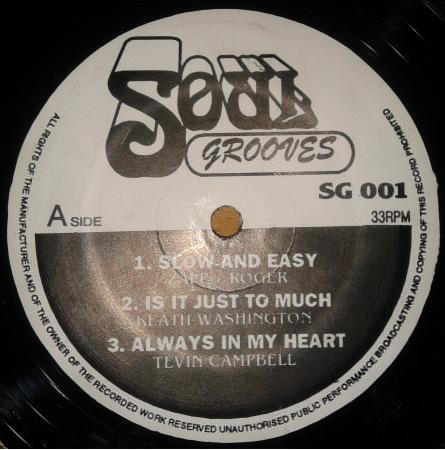 SOUL
GROOVES
SG 001
A SIDE
33RPM
1. SLOW AND EASY
ZAPP / ROGER
2. IS IT JUST TO MUCH
KEATH WASHINGTON
3. ALWAYS IN MY HEART
TEVIN CAMPBELL
ALL RIGHTS OF THE MANUFACTURER AND OF THE OWNER OF THE RECORDED WORK RESERVED UNAUTHORISED PUBLIC PERFORMANCE BROADCASTING AND COPYING OF THIS RECORD PROHIBITED